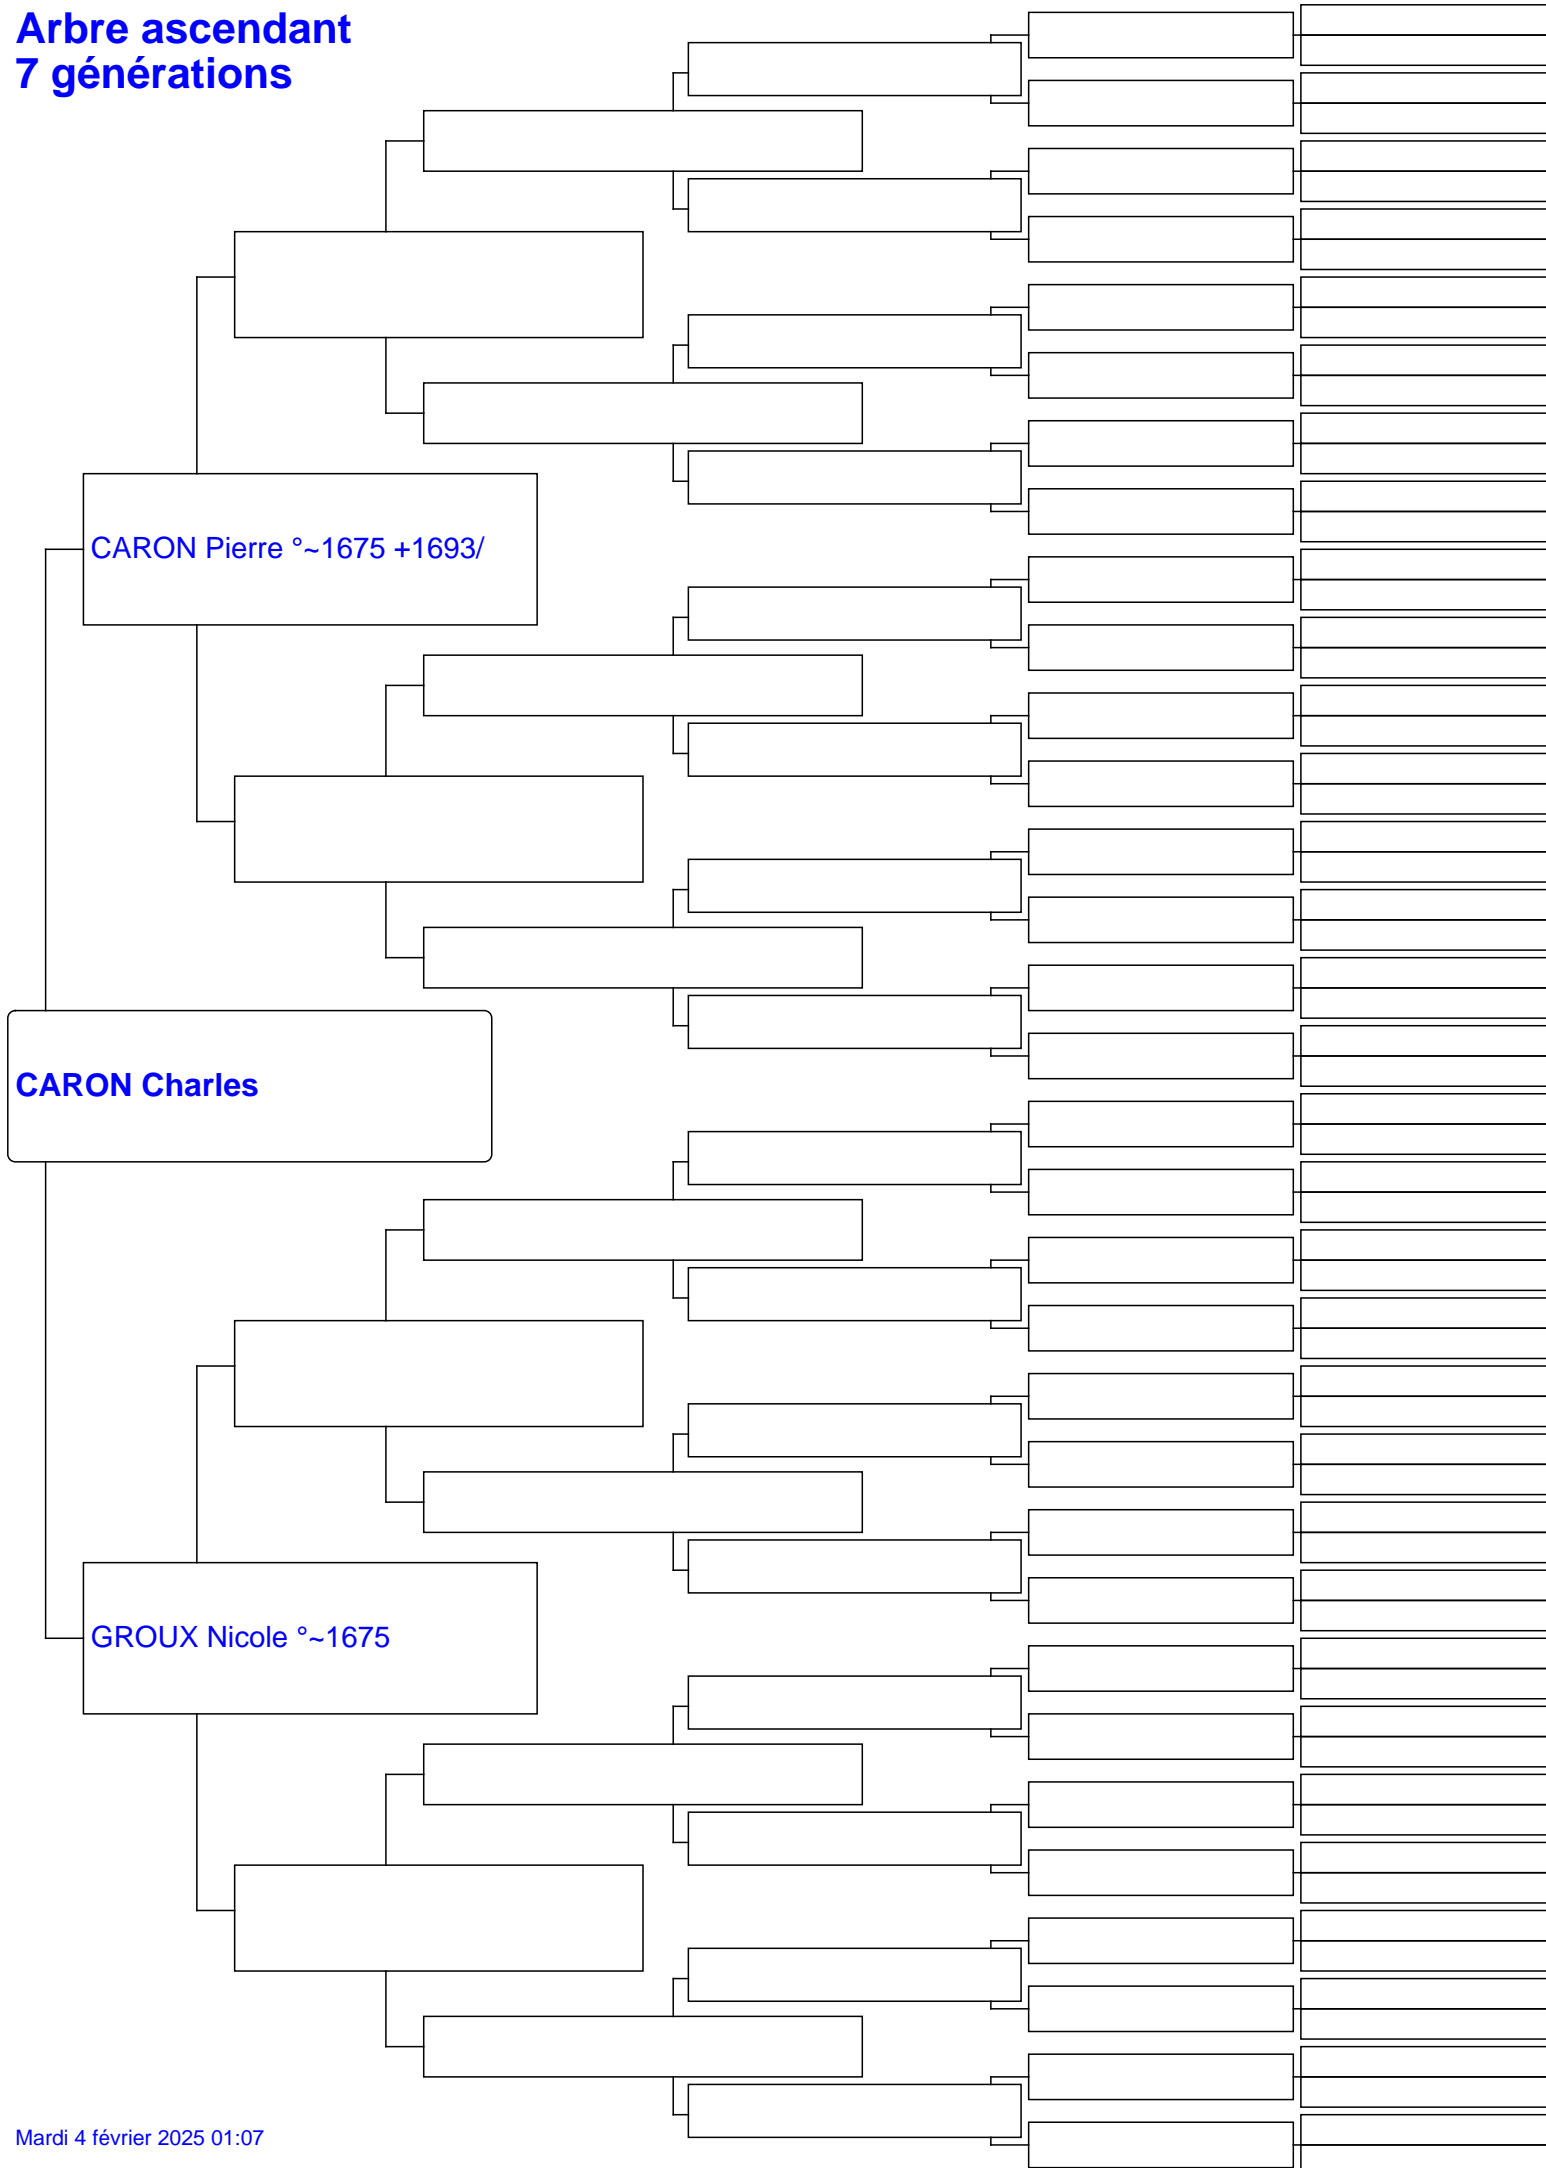 Arbre ascendant
7 générations
CARON Pierre °~1675 +1693/
CARON Charles
GROUX Nicole °~1675
Mardi 4 février 2025 01:07